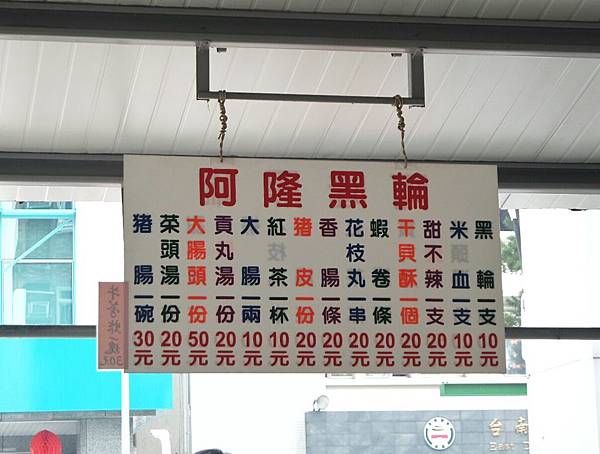 阿隆黑輪
黑輪一支10元
米血一支10元
甜不辣一支20元
干貝酥一個20元
蝦卷一條20元
花枝丸一串20元
香腸一條20元
豬皮一份20元
紅茶一杯10元
大腸一兩10元
貢丸湯一份20元
大腸頭一份50元
菜頭湯一份20元
豬腸一碗30元
台南
East